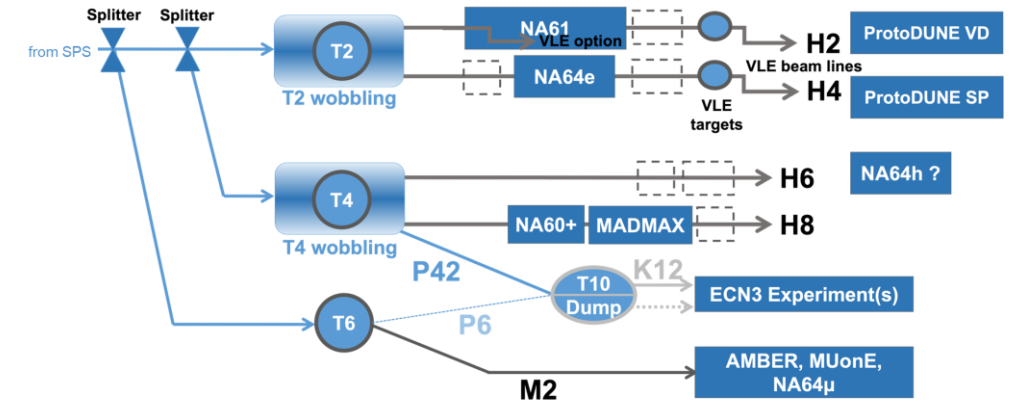 Splitter
Splitter
from SPS
T2
T2 wobbling
NA61
VLE option
NA64e
VLE
targets
H2
VLE beam lines
H4
ProtoDUNE VD
ProtoDUNE SP
T4
T4 wobbling
H6
NA64h ?
NA60+
MADMAX
H8
P42
K12
T10
Dump
ECN3 Experiment(s)
T6
P6
M2
AMBER, MUonE,
NA64μ